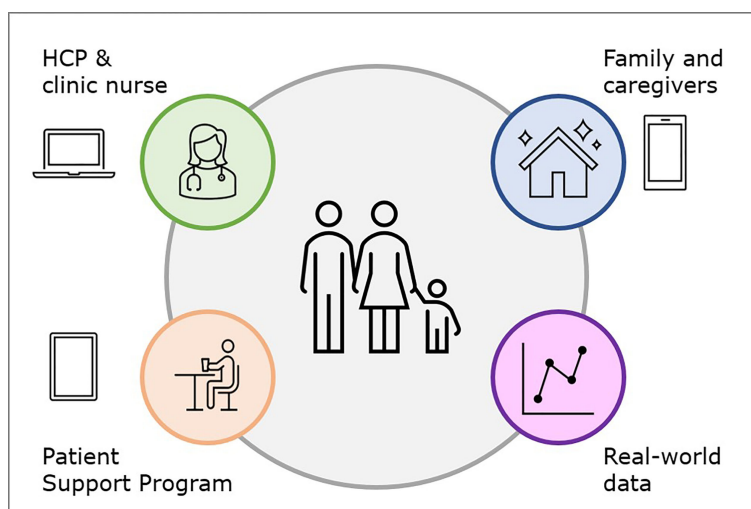 HCP &
clinic nurse
Family and
caregivers
Patient
Support Program
Real-world
data